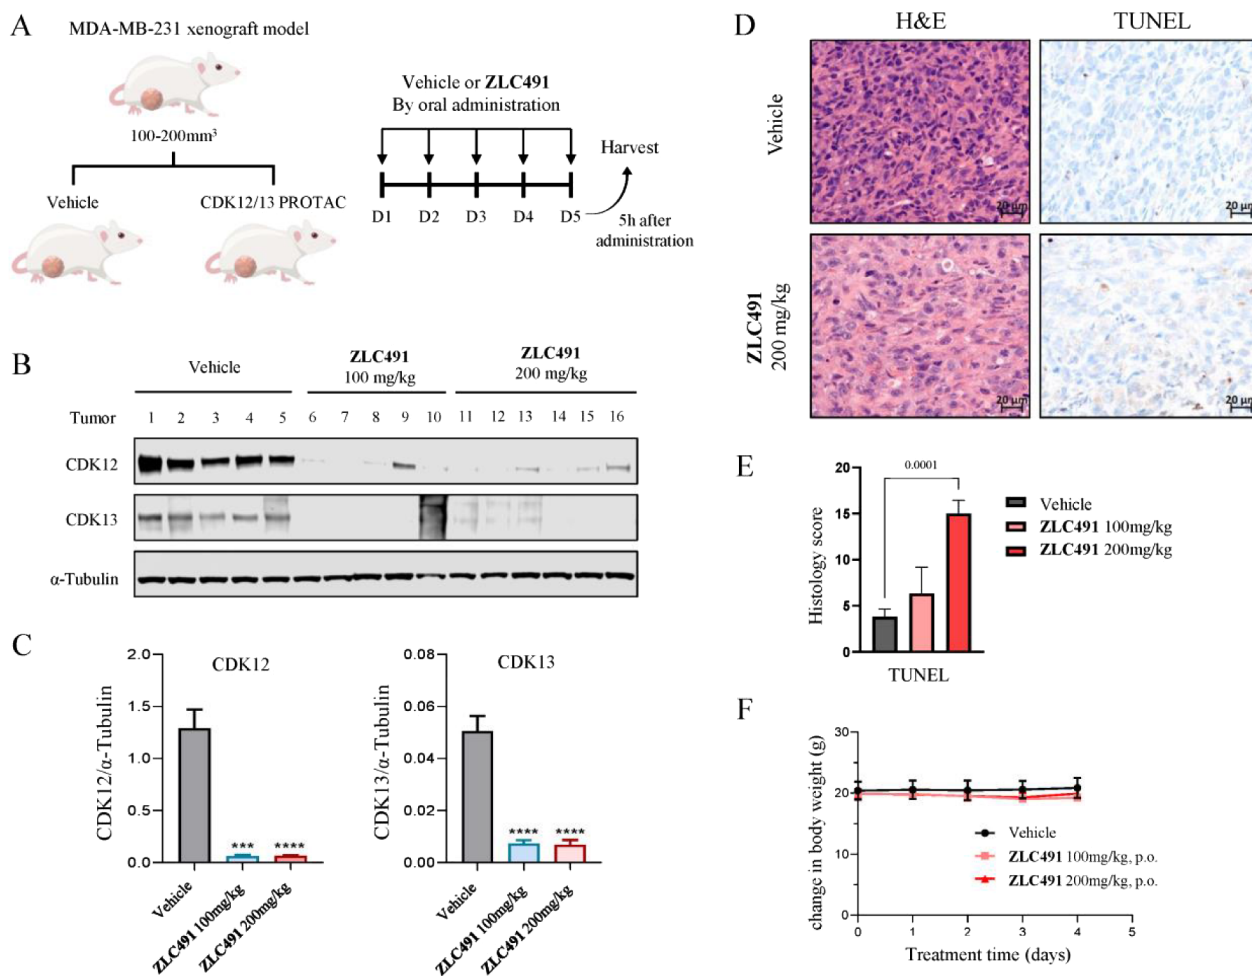 A
MDA-MB-231 xenograft model
100-200mm³
Vehicle
CDK12/13 PROTAC
Vehicle or ZLC491
By oral administration
Harvest
D1 D2 D3 D4 D5
5h after
administration
B
Vehicle
ZLC491
100 mg/kg
ZLC491
200 mg/kg
Tumor 1 2 3 4 5 6 7 8 9 10 11 12 13 14 15 16
CDK12
CDK13
α-Tubulin
C
CDK12
CDK12/α-Tubulin
2.0
1.5
1.0
0.5
0.0
***
****
Vehicle
ZLC491 100mg/kg
ZLC491 200mg/kg
CDK13
CDK13/α-Tubulin
0.08
0.06
0.04
0.02
0.00
****
****
Vehicle
ZLC491 100mg/kg
ZLC491 200mg/kg
D
H&E
TUNEL
Vehicle
20 µm
20 µm
ZLC491
200 mg/kg
20 µm
20 µm
E
Histology score
20
15
10
5
0
0.0001
TUNEL
Vehicle
ZLC491 100mg/kg
ZLC491 200mg/kg
F
change in body weight (g)
30
20
10
0
Vehicle
ZLC491 100mg/kg, p.o.
ZLC491 200mg/kg, p.o.
0 1 2 3 4 5
Treatment time (days)